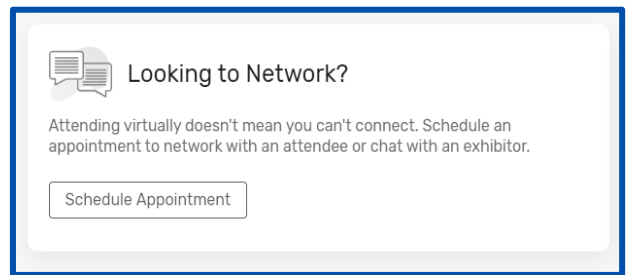 Looking to Network?
Attending virtually doesn't mean you can't connect. Schedule an
appointment to network with an attendee or chat with an exhibitor.
Schedule Appointment